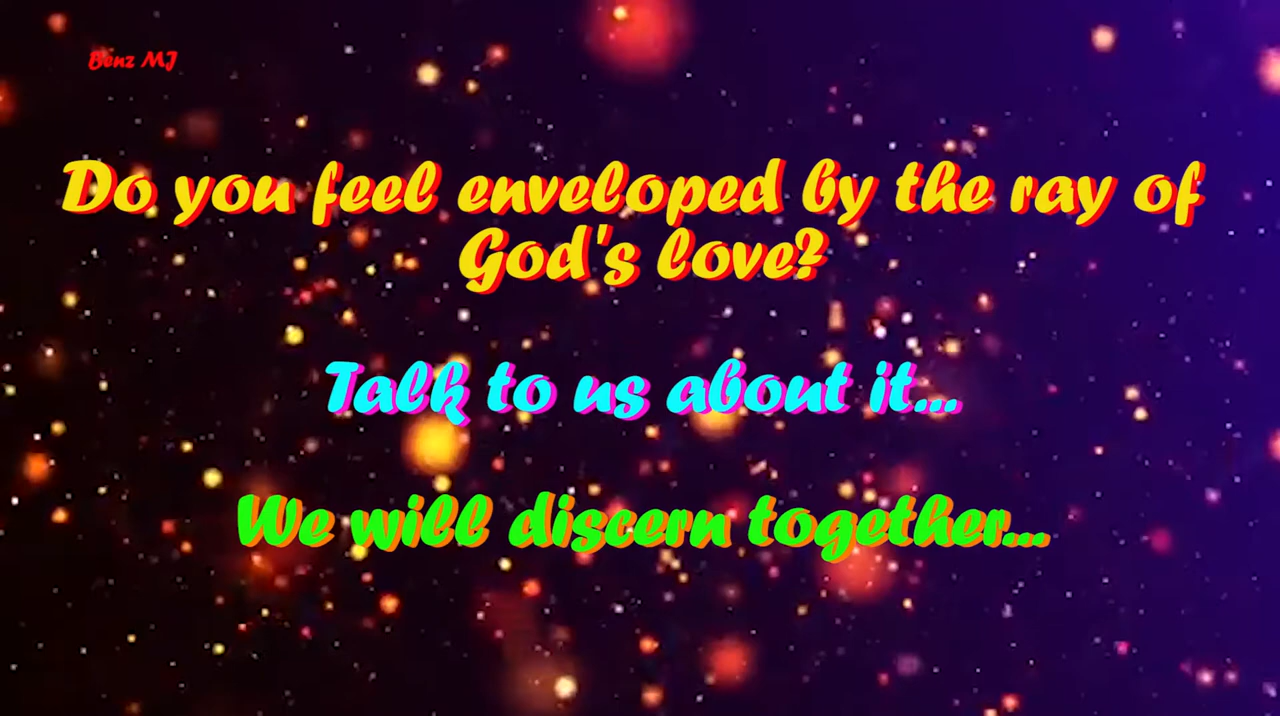 Benz MJ
Do you feel enveloped by the ray of
God's love?
Talk to us about it...
We will discern together...